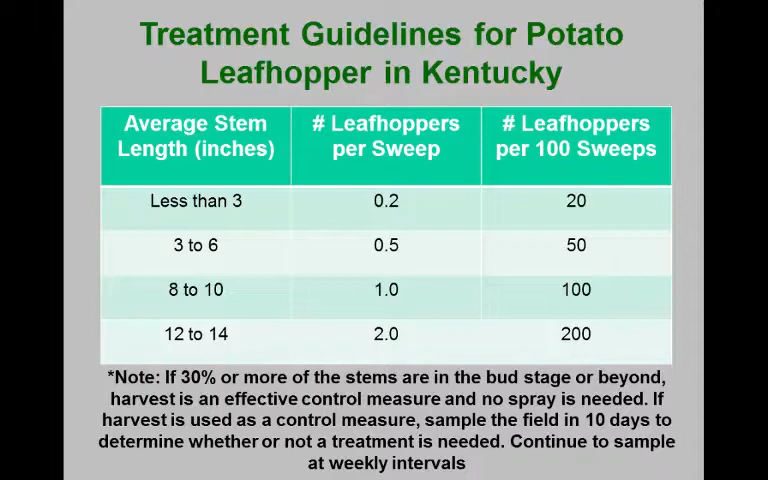 Treatment Guidelines for Potato
Leafhopper in Kentucky
Average Stem Length (inches) # Leafhoppers per Sweep # Leafhoppers per 100 Sweeps
Less than 3 0.2 20
3 to 6 0.5 50
8 to 10 1.0 100
12 to 14 2.0 200
*Note: If 30% or more of the stems are in the bud stage or beyond,
harvest is an effective control measure and no spray is needed. If
harvest is used as a control measure, sample the field in 10 days to
determine whether or not a treatment is needed. Continue to sample
at weekly intervals